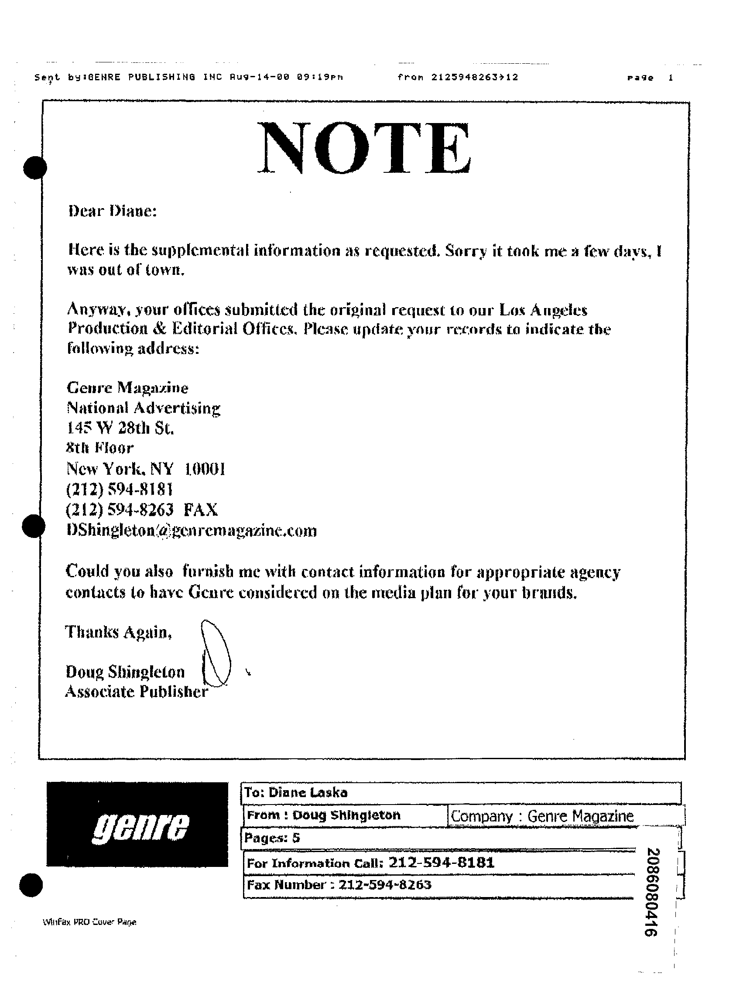 Sent by:GENRE PUBLISHING INC Aug-14-00 09:19PM from 2125948263>12 Page 1
NOTE
Dear Diane:
Here is the supplemental information as requested. Sorry it took me a few days, I
was out of town.
Anyway, your offices submitted the original request to our Los Angeles
Production & Editorial Offices. Please update your records to indicate the
following address:
Genre Magazine
National Advertising
145 W 28th St.
8th Floor
New York, NY 10001
(212) 594-8181
(212) 594-8263 FAX
DShingleton@genremagazine.com
Could you also furnish me with contact information for appropriate agency
contacts to have Genre considered on the media plan for your brands.
Thanks Again,
Doug Shingleton
Associate Publisher
genre
To: Diane Laska
From : Doug Shingleton Company : Genre Magazine
Pages: 5
For Information Call: 212-594-8181
Fax Number : 212-594-8263
2086080416
WinFax PRO Cover Page